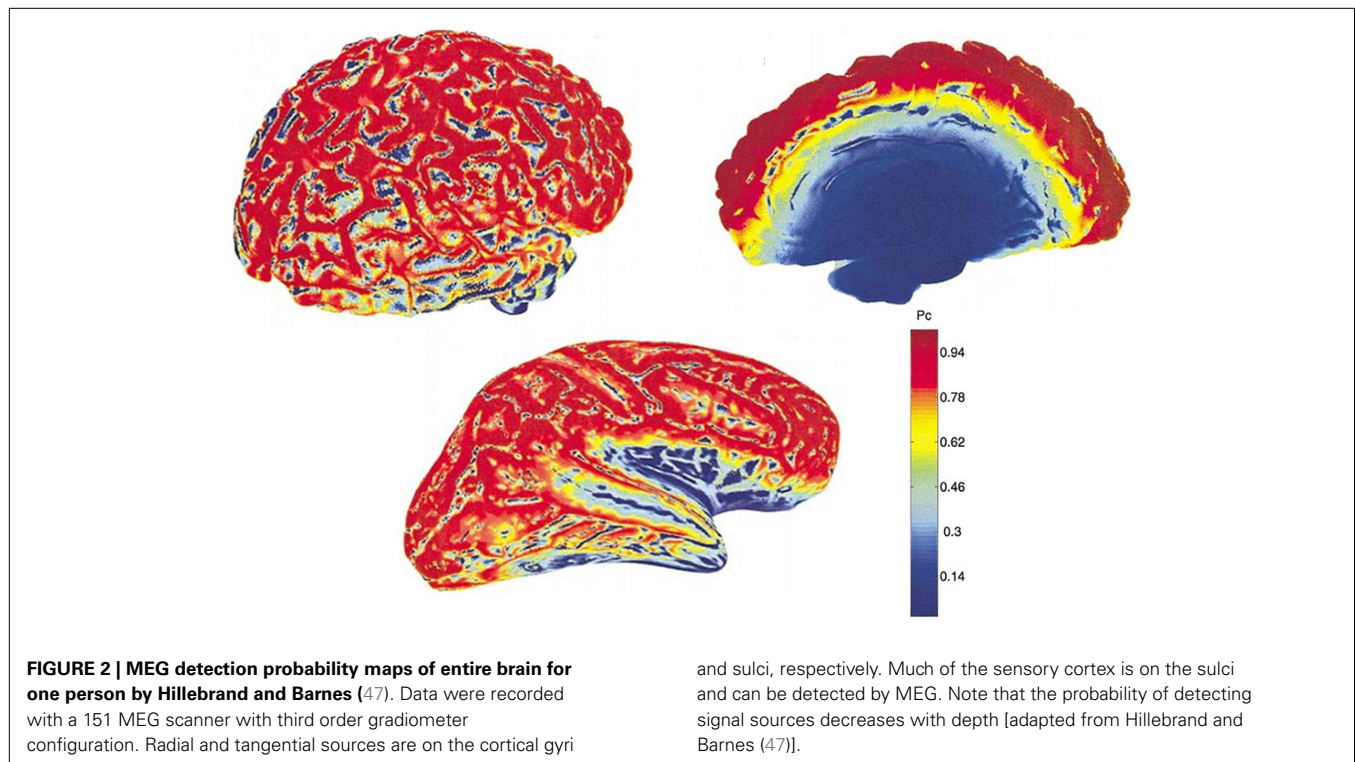 Pc
0.94
0.78
0.62
0.46
0.3
0.14
FIGURE 2 | MEG detection probability maps of entire brain for
one person by Hillebrand and Barnes (47). Data were recorded
with a 151 MEG scanner with third order gradiometer
configuration. Radial and tangential sources are on the cortical gyri
and sulci, respectively. Much of the sensory cortex is on the sulci
and can be detected by MEG. Note that the probability of detecting
signal sources decreases with depth [adapted from Hillebrand and
Barnes (47)].